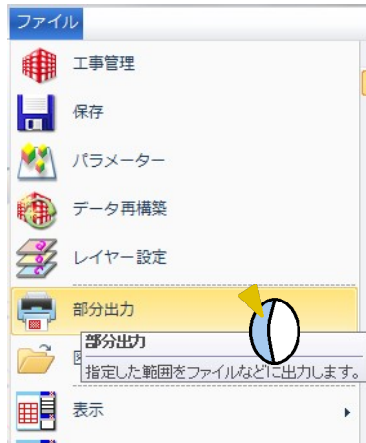 ファイル
工事管理
保存
パラメーター
データ再構築
レイヤー設定
部分出力
部分出力
指定した範囲をファイルなどに出力します。
表示